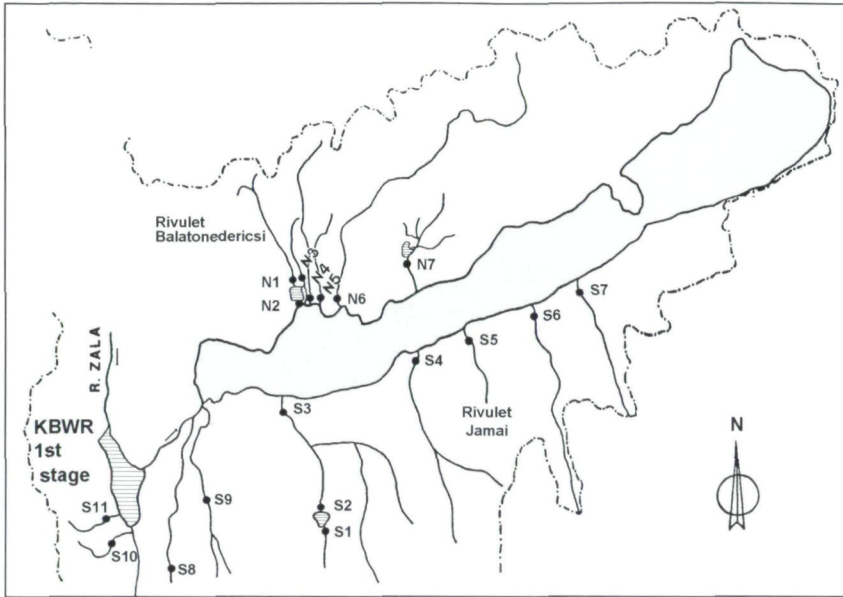 Rivulet
Balatonedericsi
N3
N4
N5
N1
N2
N6
N7
S7
S6
S5
S4
S3
Rivulet
Jamai
R. ZALA
KBWR
1st
stage
N
S9
S2
S1
S11
S10
S8